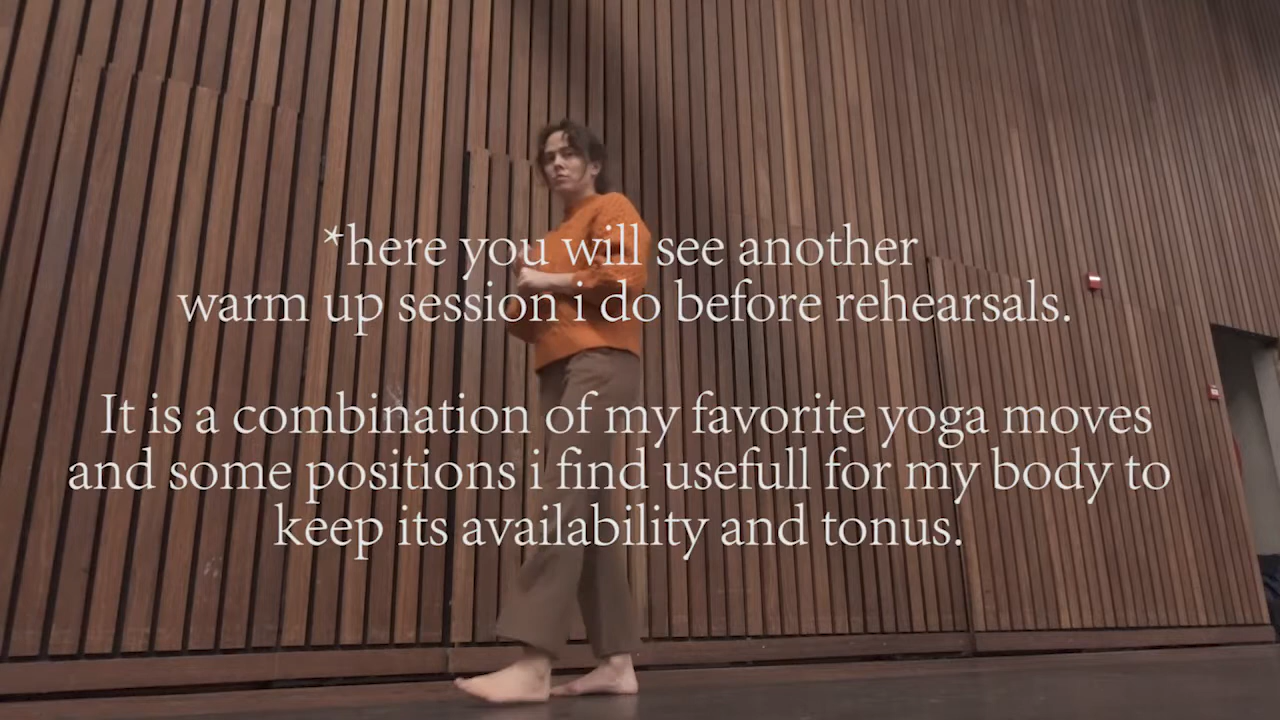 *here you will see another
warm up session i do before rehearsals.
It is a combination of my favorite yoga moves
and some positions i find usefull for my body to
keep its availability and tonus.